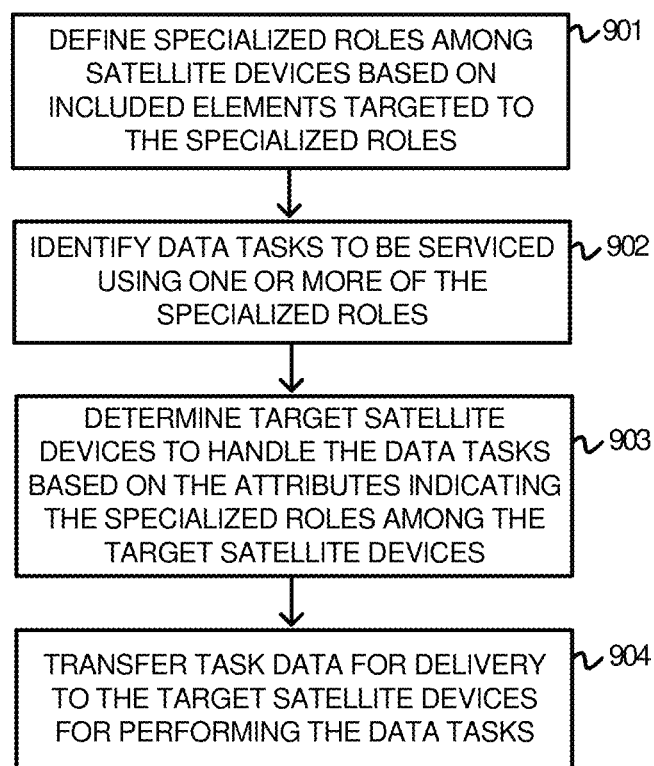 DEFINE SPECIALIZED ROLES AMONG
SATELLITE DEVICES BASED ON
INCLUDED ELEMENTS TARGETED TO
THE SPECIALIZED ROLES
901
IDENTIFY DATA TASKS TO BE SERVICED
USING ONE OR MORE OF THE
SPECIALIZED ROLES
902
DETERMINE TARGET SATELLITE
DEVICES TO HANDLE THE DATA TASKS
BASED ON THE ATTRIBUTES INDICATING
THE SPECIALIZED ROLES AMONG THE
TARGET SATELLITE DEVICES
903
TRANSFER TASK DATA FOR DELIVERY
TO THE TARGET SATELLITE DEVICES
FOR PERFORMING THE DATA TASKS
904